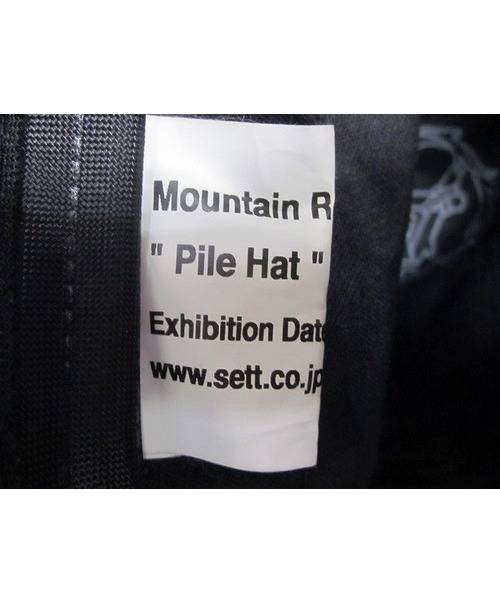 Mountain R
" Pile Hat "
Exhibition Date
www.sett.co.jp